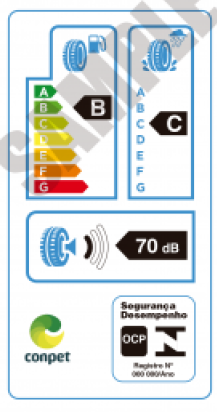 SAMPLE
A
B
C
D
E
F
G
B
A
B
C
D
E
F
G
C
70 dB
conpet
Segurança
Desempenho
OCP
Registro Nº
000 000/Ano